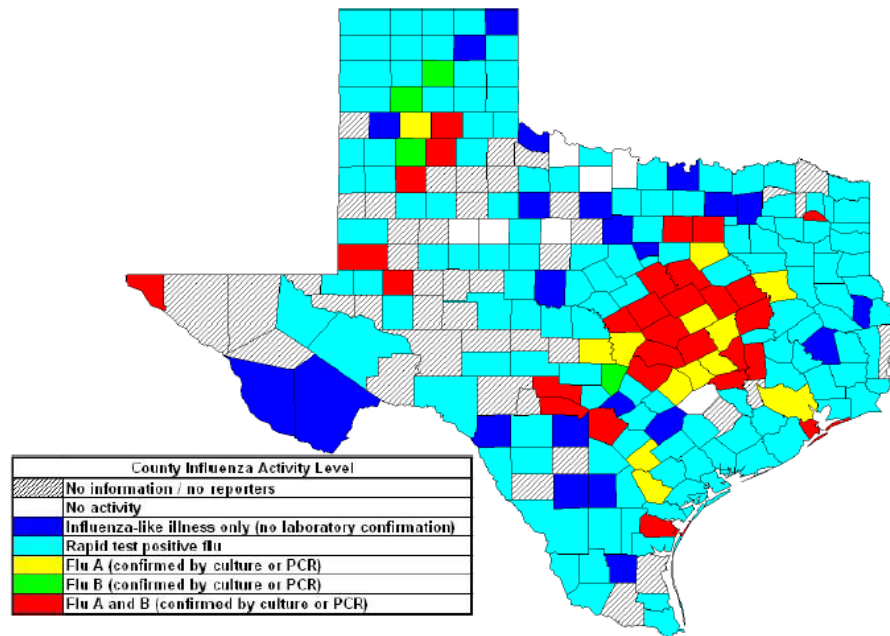 County Influenza Activity Level
No information / no reporters
No activity
Influenza-like illness only (no laboratory confirmation)
Rapid test positive flu
Flu A (confirmed by culture or PCR)
Flu B (confirmed by culture or PCR)
Flu A and B (confirmed by culture or PCR)